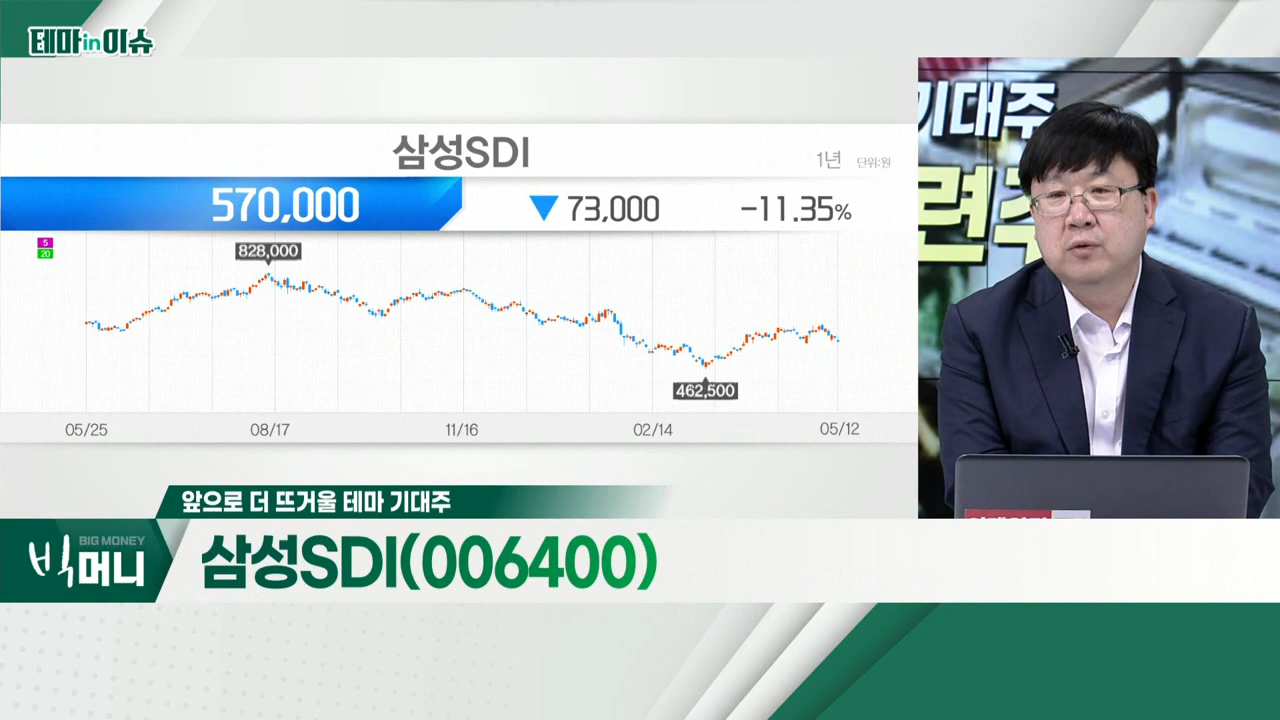 테마in이슈
삼성SDI
1년 단위:원
570,000 ▼ 73,000 -11.35%
5
20
828,000
462,500
05/25 08/17 11/16 02/14 05/12
기대주
련주
앞으로 더 뜨거울 테마 기대주
BIG MONEY
빅머니
삼성SDI(006400)